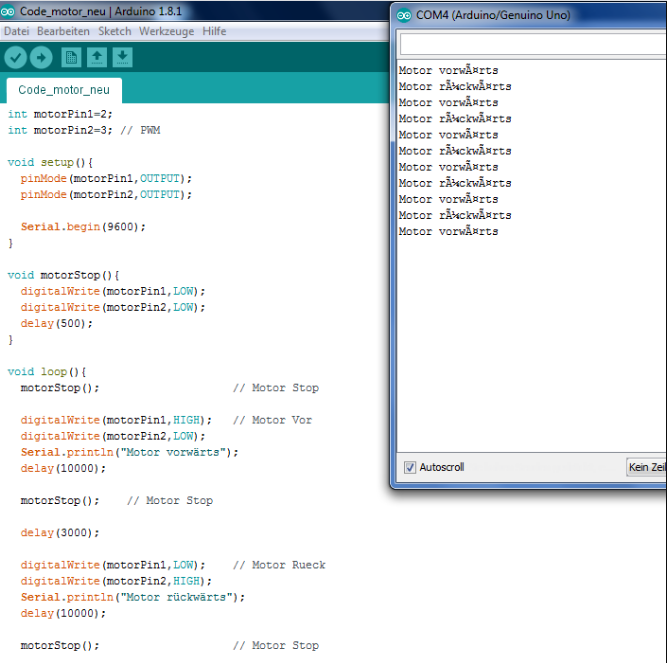 Code_motor_neu | Arduino 1.8.1
Datei Bearbeiten Sketch Werkzeuge Hilfe
Code_motor_neu
int motorPin1=2;
int motorPin2=3; // PWM
void setup(){
pinMode(motorPin1,OUTPUT);
pinMode(motorPin2,OUTPUT);
Serial.begin(9600);
}
void motorStop(){
digitalWrite(motorPin1,LOW);
digitalWrite(motorPin2,LOW);
delay(500);
}
void loop(){
motorStop(); // Motor Stop
digitalWrite(motorPin1,HIGH); // Motor Vor
digitalWrite(motorPin2,LOW);
Serial.println("Motor vorwärts");
delay(10000);
motorStop(); // Motor Stop
delay(3000);
digitalWrite(motorPin1,LOW); // Motor Rueck
digitalWrite(motorPin2,HIGH);
Serial.println("Motor rückwärts");
delay(10000);
motorStop(); // Motor Stop
COM4 (Arduino/Genuino Uno)
Motor vorwÃ¤rts
Motor rÃ¼ckwÃ¤rts
Motor vorwÃ¤rts
Motor rÃ¼ckwÃ¤rts
Motor vorwÃ¤rts
Motor rÃ¼ckwÃ¤rts
Motor vorwÃ¤rts
Motor rÃ¼ckwÃ¤rts
Motor vorwÃ¤rts
Motor rÃ¼ckwÃ¤rts
Motor vorwÃ¤rts
Autoscroll
Kein Zeil